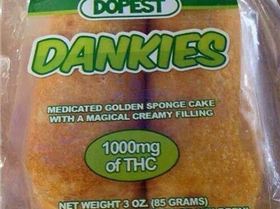 DOPEST
DANKIES
MEDICATED GOLDEN SPONGE CAKE
WITH A MAGICAL CREAMY FILLING
1000mg
of THC
NET WEIGHT 3 OZ. (85 GRAMS)